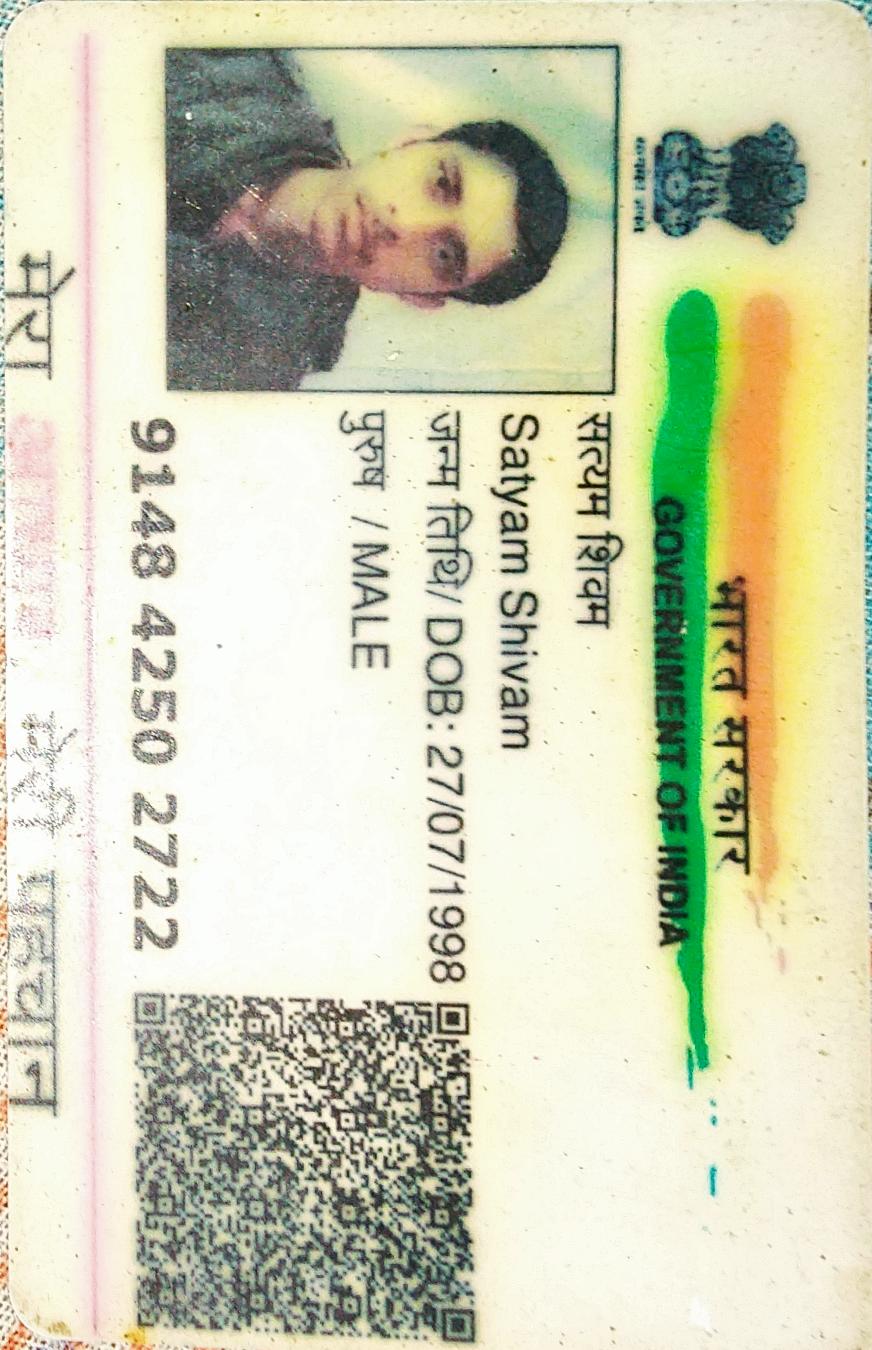 भारत सरकार
GOVERNMENT OF INDIA
सत्यमेव जयते
सत्यम शिवम
Satyam Shivam
जन्म तिथि/ DOB: 27/07/1998
पुरुष / MALE
9148 4250 2722
मेरा मेरी पहचान